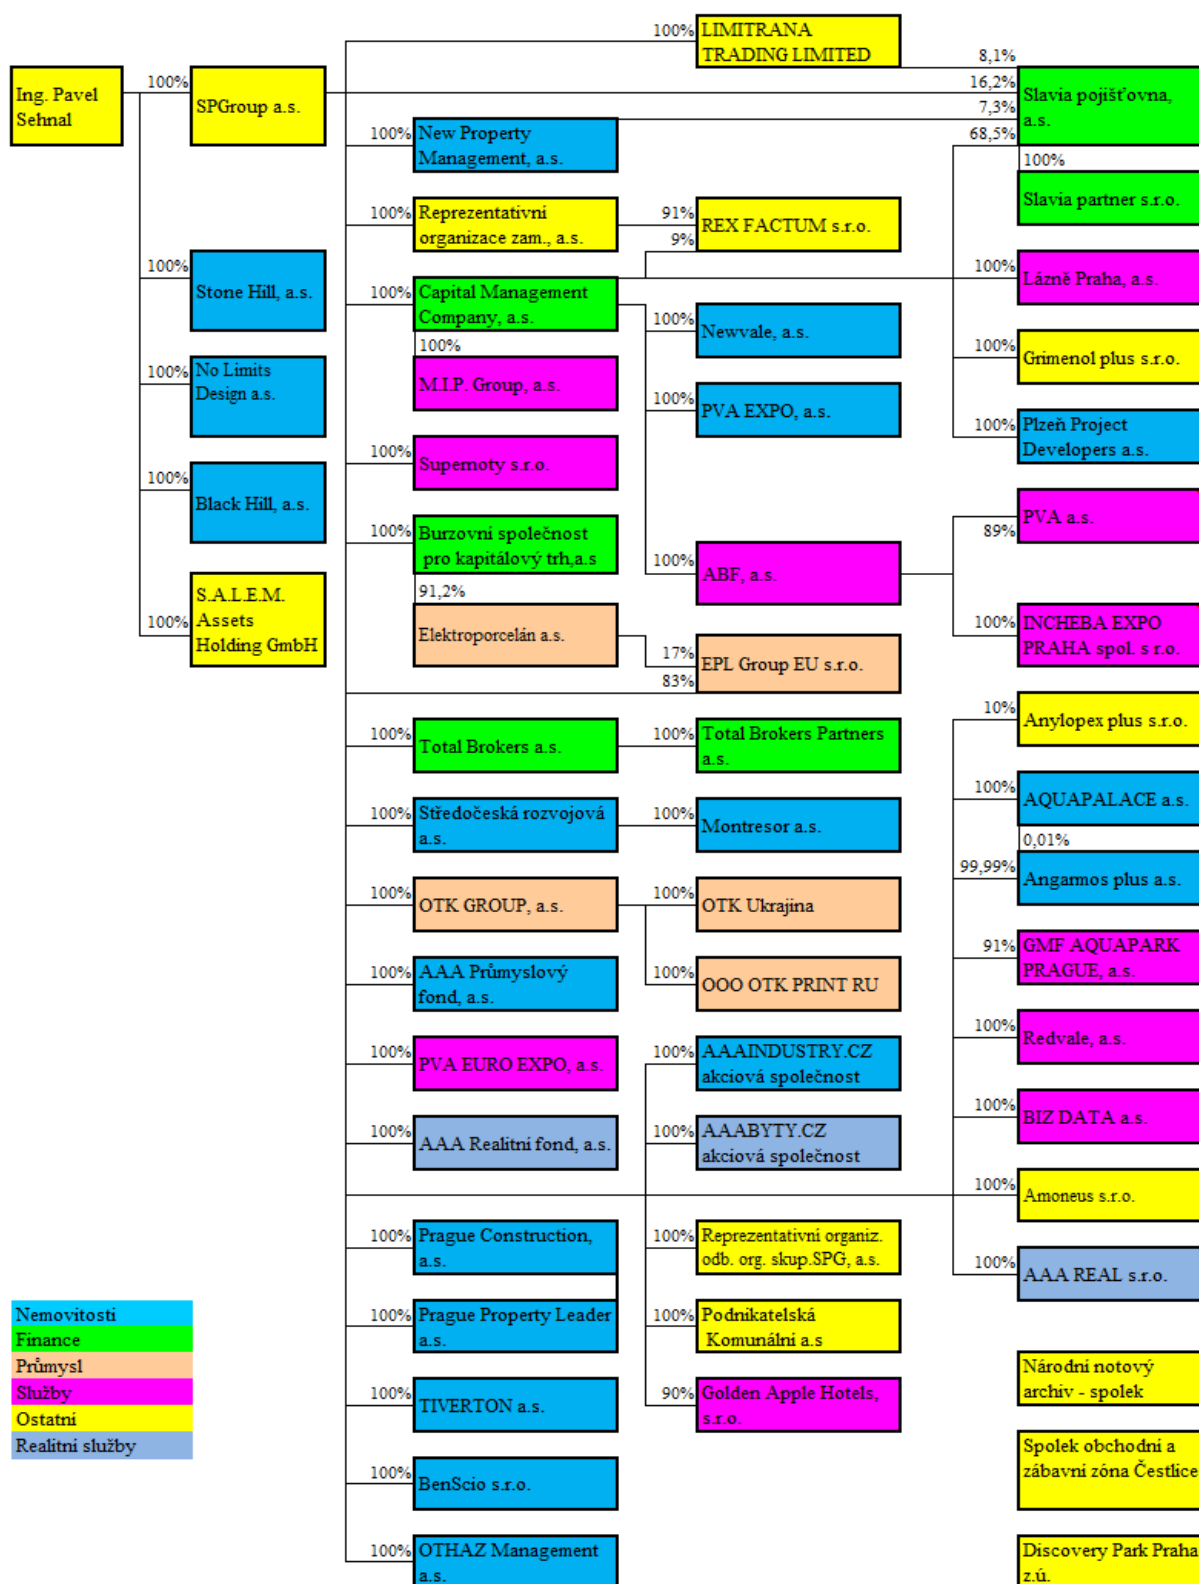 100%
LIMITRANA
TRADING LIMITED
8,1%
Ing. Pavel
Sehnal
100%
SPGroup a.s.
16,2%
Slavia pojišťovna,
a.s.
7,3%
68,5%
100%
New Property
Management, a.s.
100%
Slavia partner s.r.o.
100%
Reprezentativní
organizace zam., a.s.
91%
REX FACTUM s.r.o.
9%
100%
Stone Hill, a.s.
100%
Capital Management
Company, a.s.
100%
Lázně Praha, a.s.
100%
Newvale, a.s.
100%
Grimenol plus s.r.o.
100%
M.I.P. Group, a.s.
100%
No Limits
Design a.s.
100%
PVA EXPO, a.s.
100%
Plzeň Project
Developers a.s.
100%
Supernoty s.r.o.
100%
Black Hill, a.s.
PVA a.s.
89%
100%
Burzovní společnost
pro kapitálový trh,a.s
100%
ABF, a.s.
91,2%
Elektroporcelán a.s.
100%
S.A.L.E.M.
Assets
Holding GmbH
100%
INCHEBA EXPO
PRAHA spol. s r.o.
17%
EPL Group EU s.r.o.
83%
10%
Anylopex plus s.r.o.
100%
Total Brokers a.s.
100%
Total Brokers Partners
a.s.
100%
AQUAPALACE a.s.
100%
Středočeská rozvojová
a.s.
100%
Montresor a.s.
0,01%
99,99%
Angarmos plus a.s.
100%
OTK GROUP, a.s.
100%
OTK Ukrajina
91%
GMF AQUAPARK
PRAGUE, a.s.
100%
AAA Průmyslový
fond, a.s.
100%
OOO OTK PRINT RU
100%
Redvale, a.s.
100%
PVA EURO EXPO, a.s.
100%
AAAINDUSTRY.CZ
akciová společnost
100%
BIZ DATA a.s.
100%
AAA Realitní fond, a.s.
100%
AAABYTY.CZ
akciová společnost
100%
Amoneus s.r.o.
100%
Prague Construction,
a.s.
100%
Reprezentativní organiz.
odb. org. skup.SPG, a.s.
100%
AAA REAL s.r.o.
100%
Prague Property Leader
a.s.
100%
Podnikatelská
Komunální a.s
Národní notový
archiv - spolek
100%
TIVERTON a.s.
90%
Golden Apple Hotels,
s.r.o.
Spolek obchodní a
zábavní zóna Čestlice
100%
BenScio s.r.o.
100%
OTHAZ Management
a.s.
Discovery Park Praha
z.ú.
Nemovitosti
Finance
Průmysl
Služby
Ostatní
Realitní služby